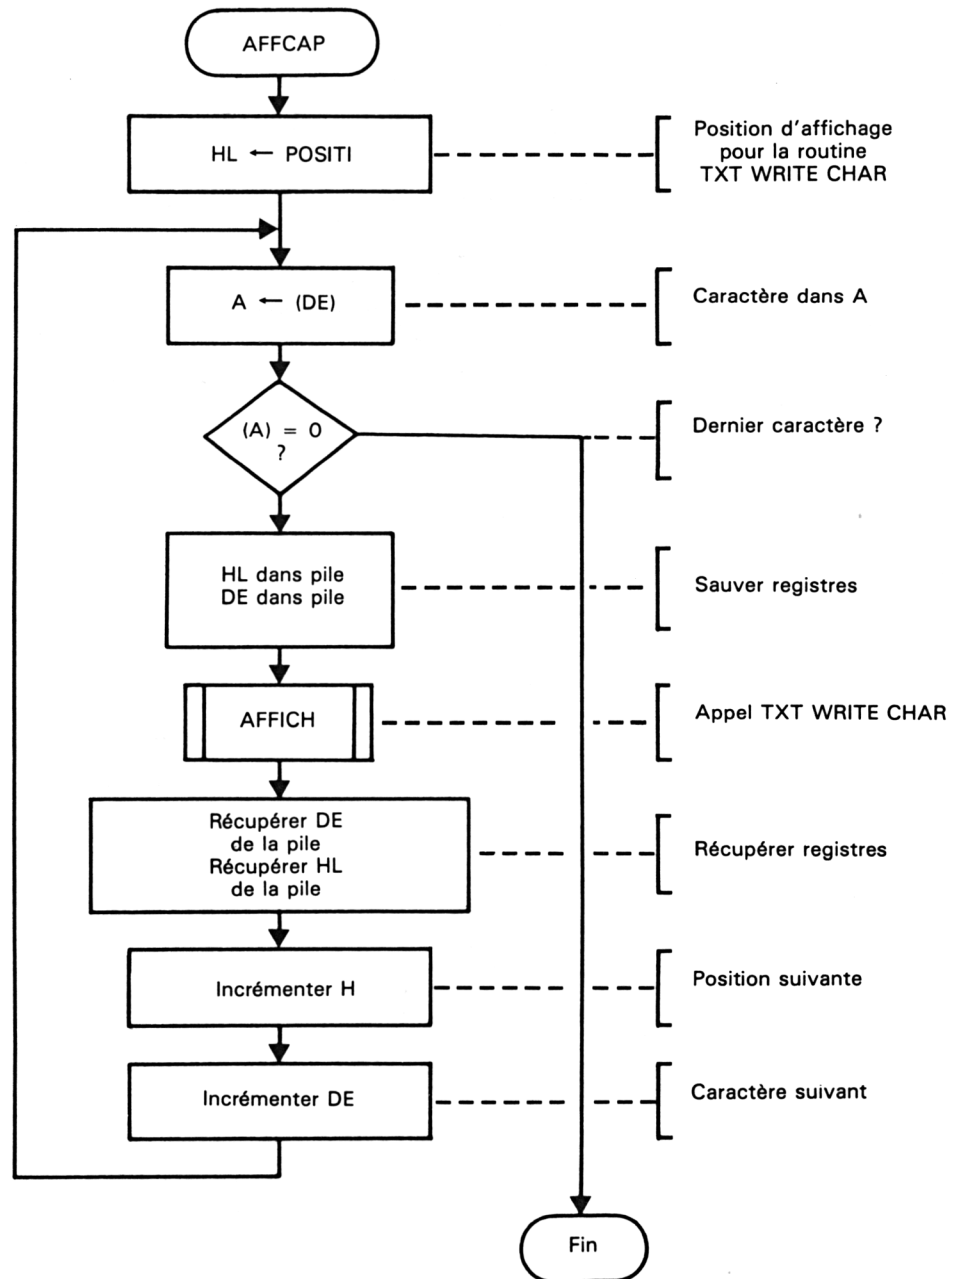 AFFCAP
HL ← POSITI
Position d'affichage
pour la routine
TXT WRITE CHAR
A ← (DE)
Caractère dans A
(A) = 0
?
Dernier caractère ?
HL dans pile
DE dans pile
Sauver registres
AFFICH
Appel TXT WRITE CHAR
Récupérer DE
de la pile
Récupérer HL
de la pile
Récupérer registres
Incrémenter H
Position suivante
Incrémenter DE
Caractère suivant
Fin